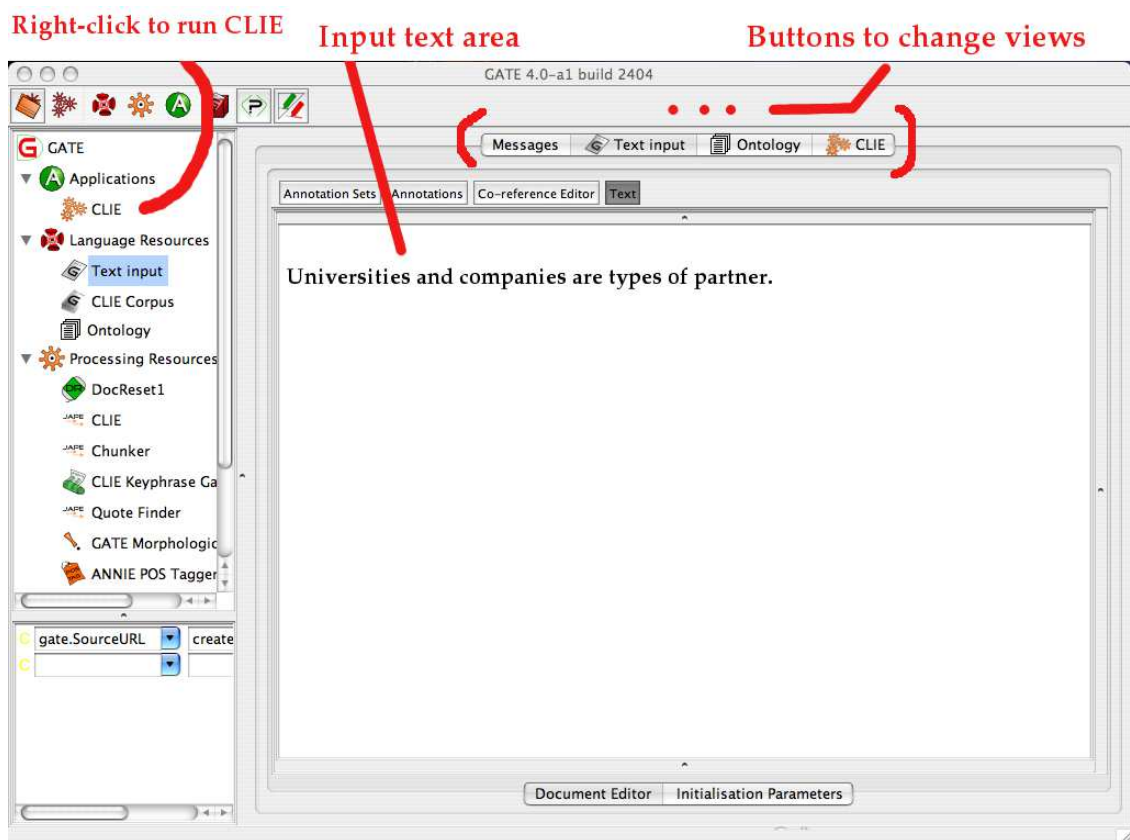 Right-click to run CLIE
Input text area
Buttons to change views
GATE 4.0-a1 build 2404
GATE
Applications
CLIE
Language Resources
Text input
CLIE Corpus
Ontology
Processing Resources
DocReset1
CLIE
Chunker
CLIE Keyphrase Ga
Quote Finder
GATE Morphologic
ANNIE POS Tagger
gate.SourceURL create
Messages Text input Ontology CLIE
Annotation Sets Annotations Co-reference Editor Text
Universities and companies are types of partner.
Document Editor Initialisation Parameters